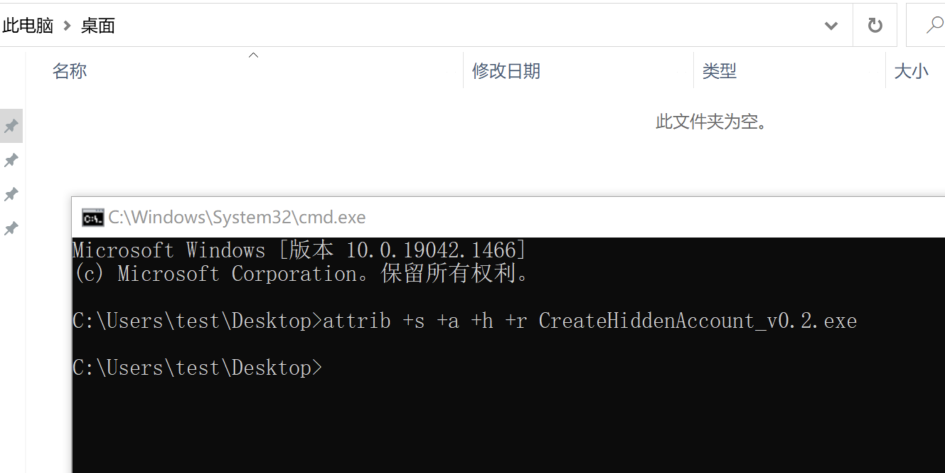 此电脑 > 桌面
名称 修改日期 类型 大小
此文件夹为空。
C:\Windows\System32\cmd.exe
Microsoft Windows [版本 10.0.19042.1466]
(c) Microsoft Corporation。保留所有权利。
C:\Users\test\Desktop>attrib +s +a +h +r CreateHiddenAccount_v0.2.exe
C:\Users\test\Desktop>